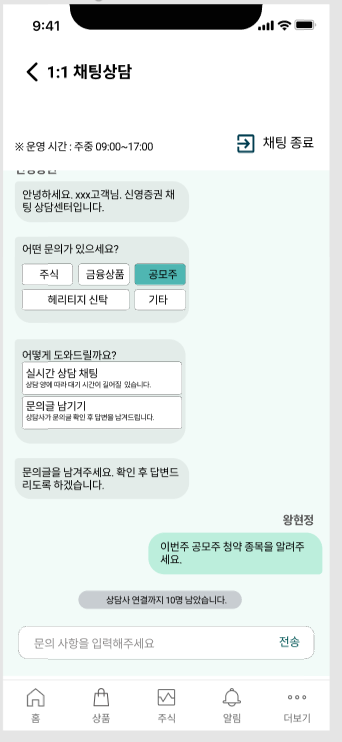 9:41
1:1 채팅상담
※ 운영 시간 : 주중 09:00~17:00
채팅 종료
안녕하세요. xxx고객님. 신영증권 채
팅 상담센터입니다.
어떤 문의가 있으세요?
주식
금융상품
공모주
헤리티지 신탁
기타
어떻게 도와드릴까요?
실시간 상담 채팅
상담 양에 따라 대기 시간이 길어질 있습니다.
문의글 남기기
상담사가 문의글 확인 후 답변을 남겨드립니다.
문의글을 남겨주세요. 확인 후 답변드
리도록 하겠습니다.
왕현정
이번주 공모주 청약 종목을 알려주
세요.
상담사 연결까지 10명 남았습니다.
문의 사항을 입력해주세요
전송
홈
상품
주식
알림
더보기